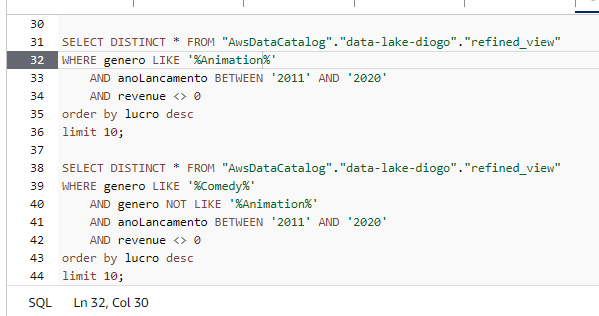 30
31 SELECT DISTINCT * FROM "AwsDataCatalog"."data-lake-diogo"."refined_view"
32 WHERE genero LIKE '%Animation%'
33     AND anoLancamento BETWEEN '2011' AND '2020'
34     AND revenue <> 0
35 order by lucro desc
36 limit 10;
37
38 SELECT DISTINCT * FROM "AwsDataCatalog"."data-lake-diogo"."refined_view"
39 WHERE genero LIKE '%Comedy%'
40     AND genero NOT LIKE '%Animation%'
41     AND anoLancamento BETWEEN '2011' AND '2020'
42     AND revenue <> 0
43 order by lucro desc
44 limit 10;
SQL Ln 32, Col 30